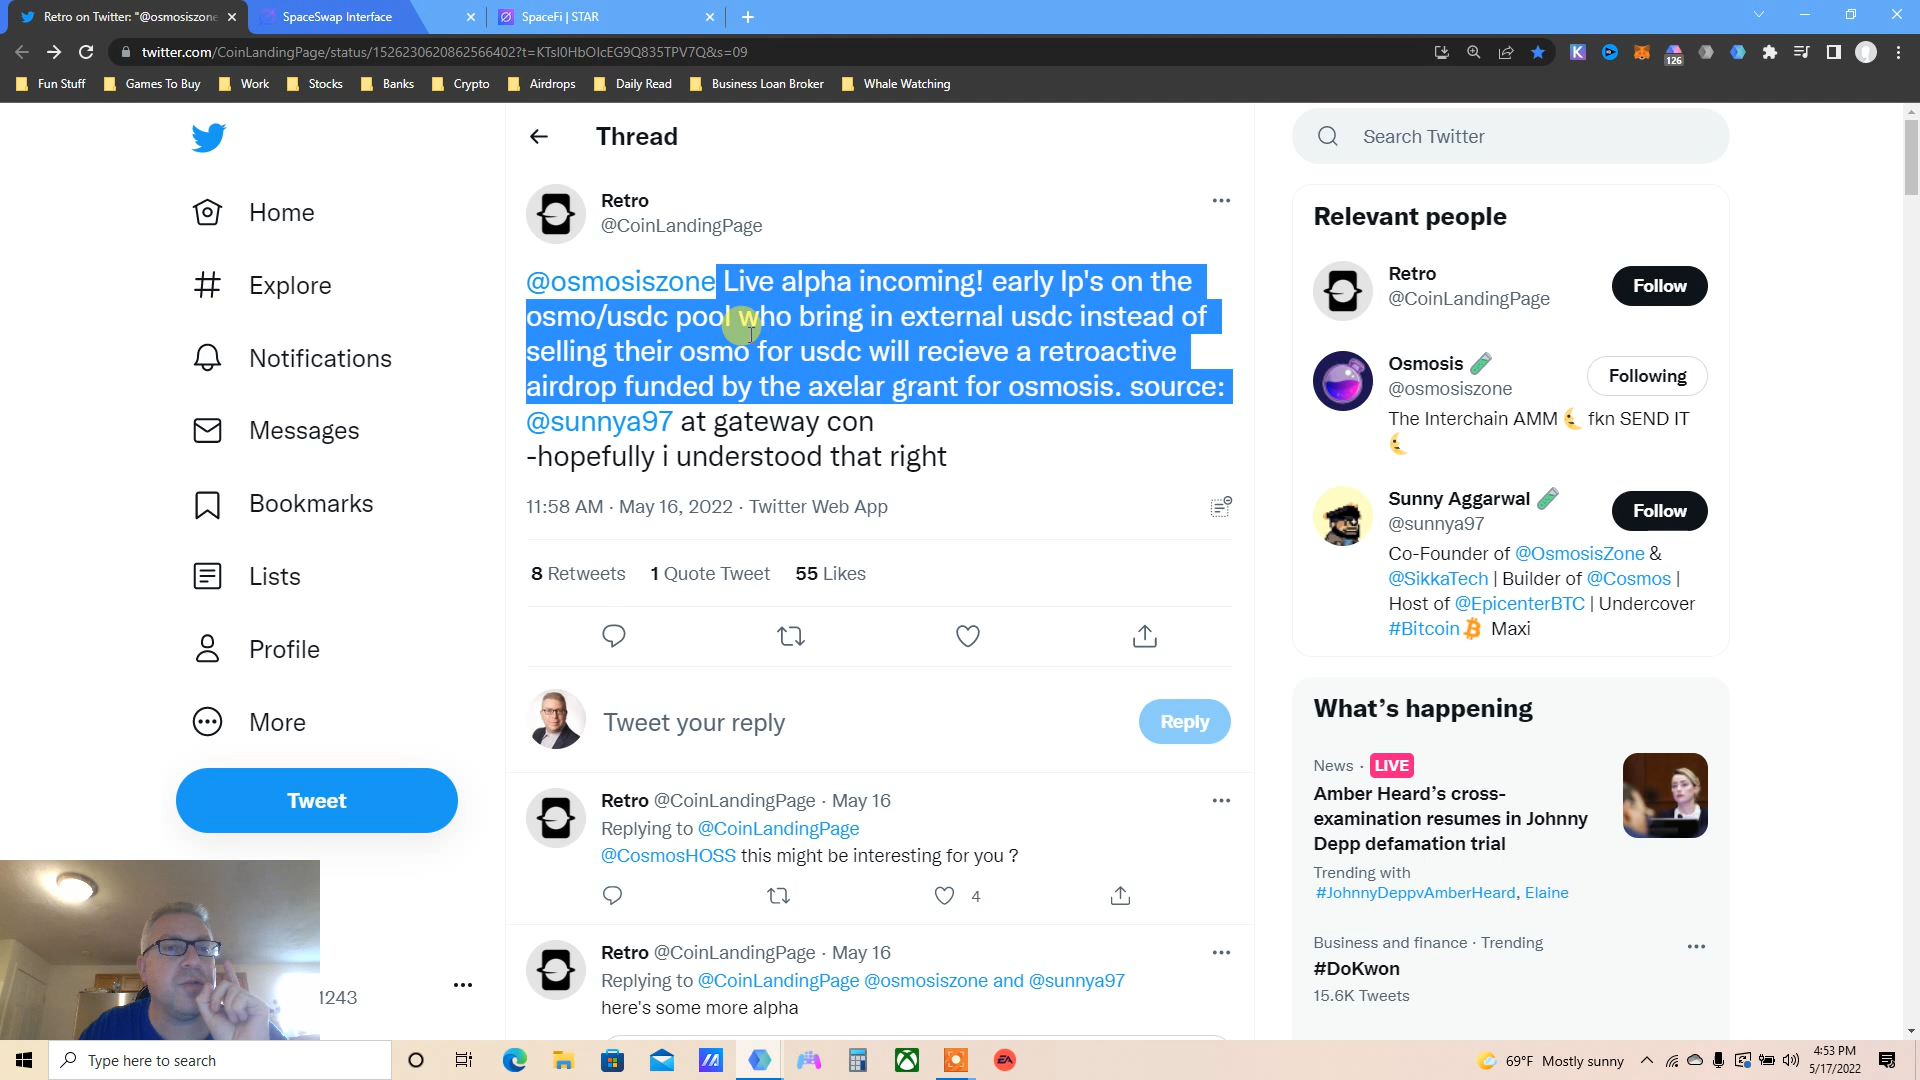 Retro on Twitter: "@osmosiszone
SpaceSwap Interface
SpaceFi | STAR
twitter.com/CoinLandingPage/status/1526230620862566402?t=KTsI0HbOIcEG9Q835TPV7Q&s=09
126
Fun Stuff
Games To Buy
Work
Stocks
Banks
Crypto
Airdrops
Daily Read
Business Loan Broker
Whale Watching
Home
Explore
Notifications
Messages
Bookmarks
Lists
Profile
More
Tweet
1243
Thread
Retro
@CoinLandingPage
@osmosiszone Live alpha incoming! early lp's on the
osmo/usdc pool who bring in external usdc instead of
selling their osmo for usdc will recieve a retroactive
airdrop funded by the axelar grant for osmosis. source:
@sunnya97 at gateway con
-hopefully i understood that right
11:58 AM · May 16, 2022 · Twitter Web App
8 Retweets 1 Quote Tweet 55 Likes
Tweet your reply
Reply
Retro @CoinLandingPage · May 16
Replying to @CoinLandingPage
@CosmosHOSS this might be interesting for you ?
4
Retro @CoinLandingPage · May 16
Replying to @CoinLandingPage @osmosiszone and @sunnya97
here's some more alpha
Search Twitter
Relevant people
Retro
@CoinLandingPage
Follow
Osmosis
@osmosiszone
Following
The Interchain AMM 🌜 fkn SEND IT
🌜
Sunny Aggarwal
@sunnya97
Follow
Co-Founder of @OsmosisZone &
@SikkaTech | Builder of @Cosmos |
Host of @EpicenterBTC | Undercover
#Bitcoin Maxi
What's happening
News · LIVE
Amber Heard's cross-
examination resumes in Johnny
Depp defamation trial
Trending with
#JohnnyDeppvAmberHeard, Elaine
Business and finance · Trending
#DoKwon
15.6K Tweets
Type here to search
EA
69°F Mostly sunny
4:53 PM
5/17/2022